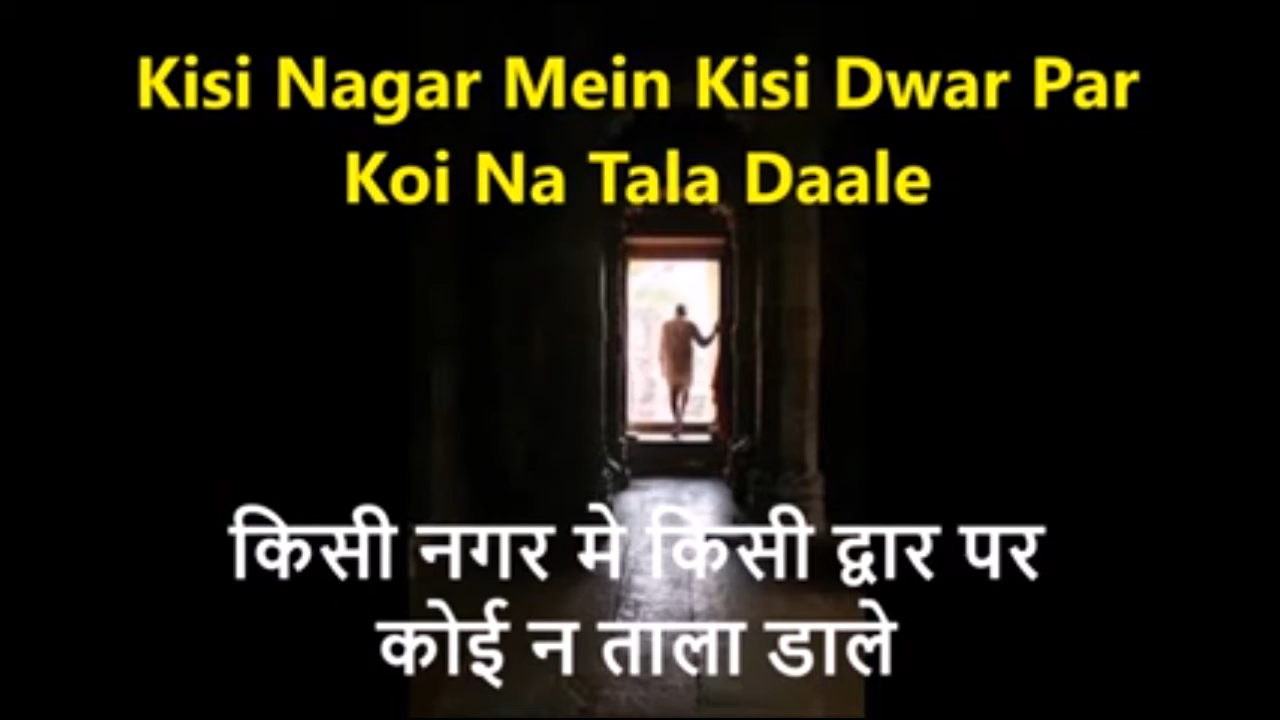 Kisi Nagar Mein Kisi Dwar Par
Koi Na Tala Daale
किसी नगर मे किसी द्वार पर
कोई न ताला डाले